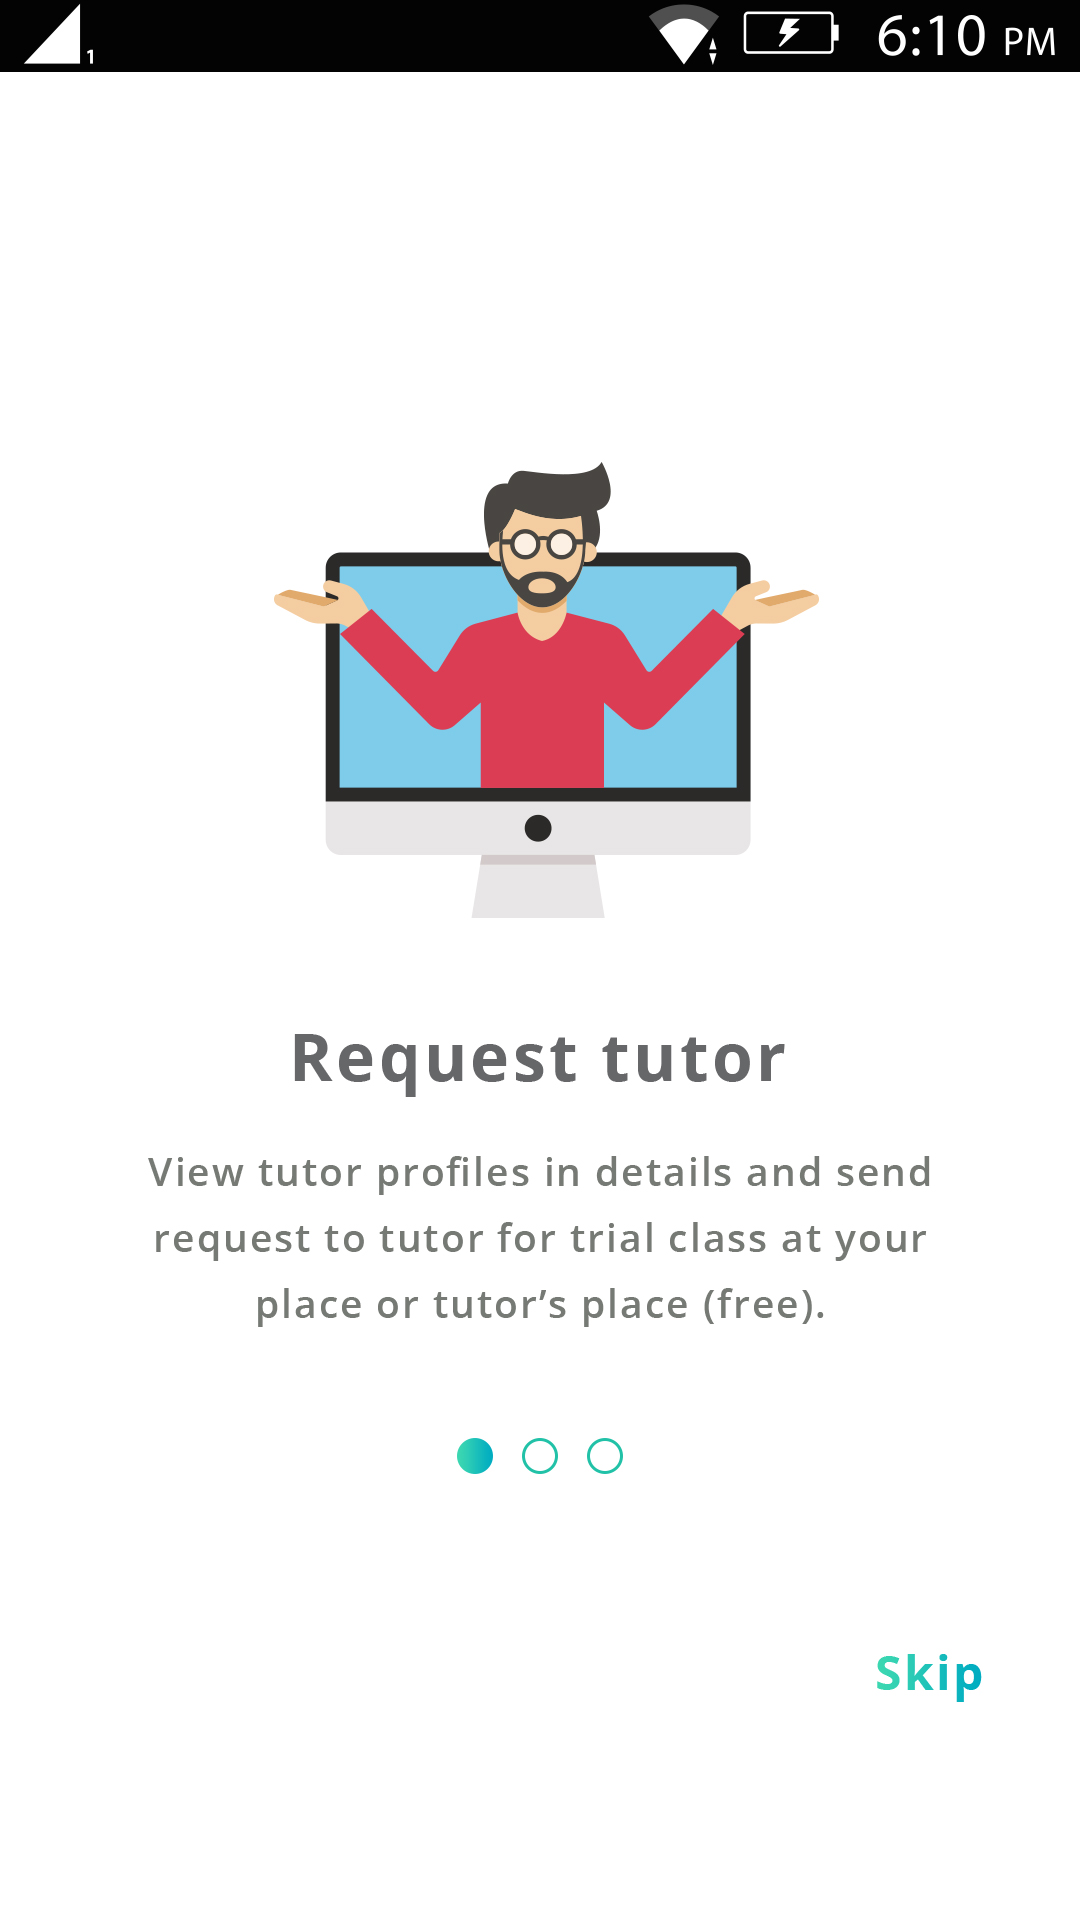 1 6:10 PM
Request tutor
View tutor profiles in details and send
request to tutor for trial class at your
place or tutor’s place (free).
Skip